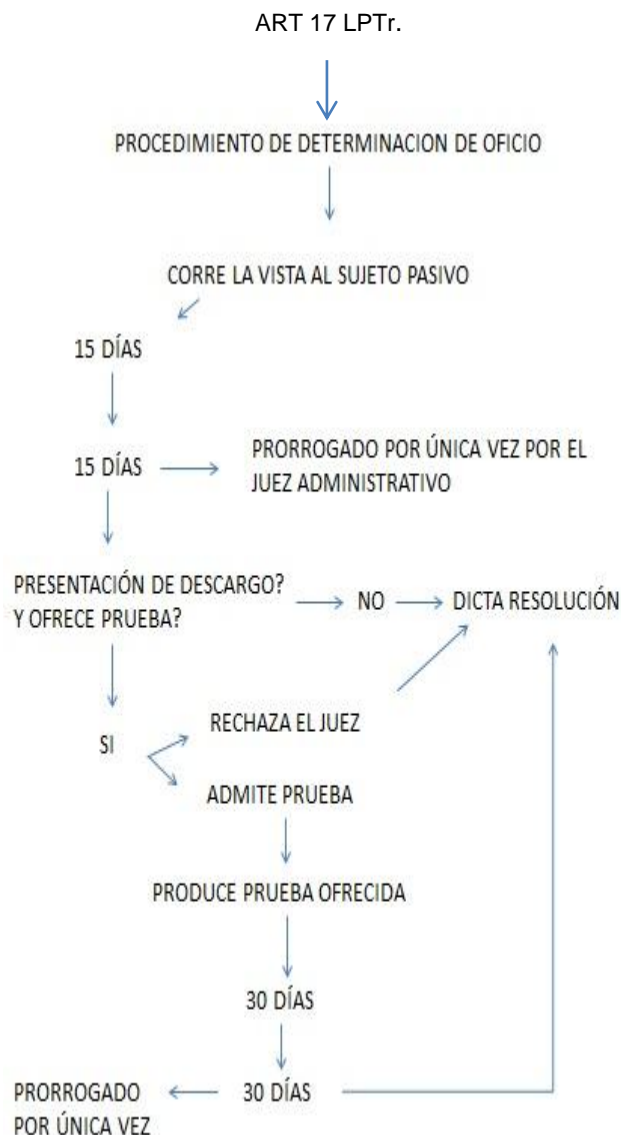 ART 17 LPTr.
PROCEDIMIENTO DE DETERMINACION DE OFICIO
CORRE LA VISTA AL SUJETO PASIVO
15 DÍAS
15 DÍAS
PRORROGADO POR ÚNICA VEZ POR EL
JUEZ ADMINISTRATIVO
PRESENTACIÓN DE DESCARGO?
Y OFRECE PRUEBA?
NO
DICTA RESOLUCIÓN
SI
RECHAZA EL JUEZ
ADMITE PRUEBA
PRODUCE PRUEBA OFRECIDA
30 DÍAS
30 DÍAS
PRORROGADO
POR ÚNICA VEZ